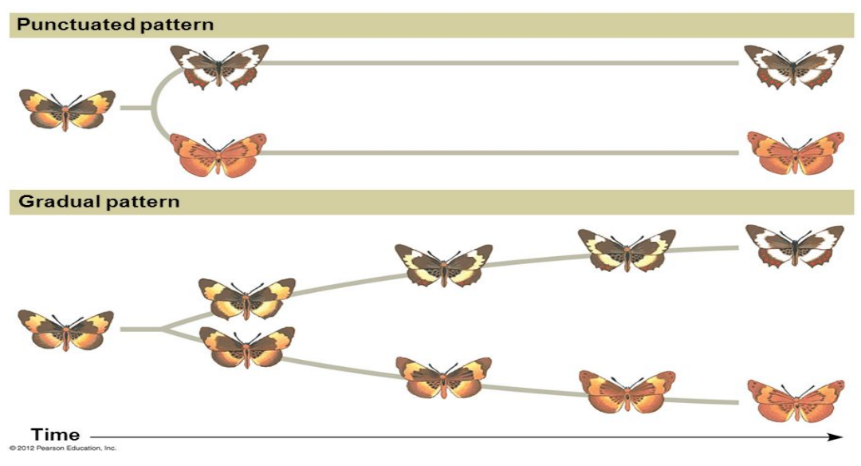 Punctuated pattern
Gradual pattern
Time
© 2012 Pearson Education, Inc.